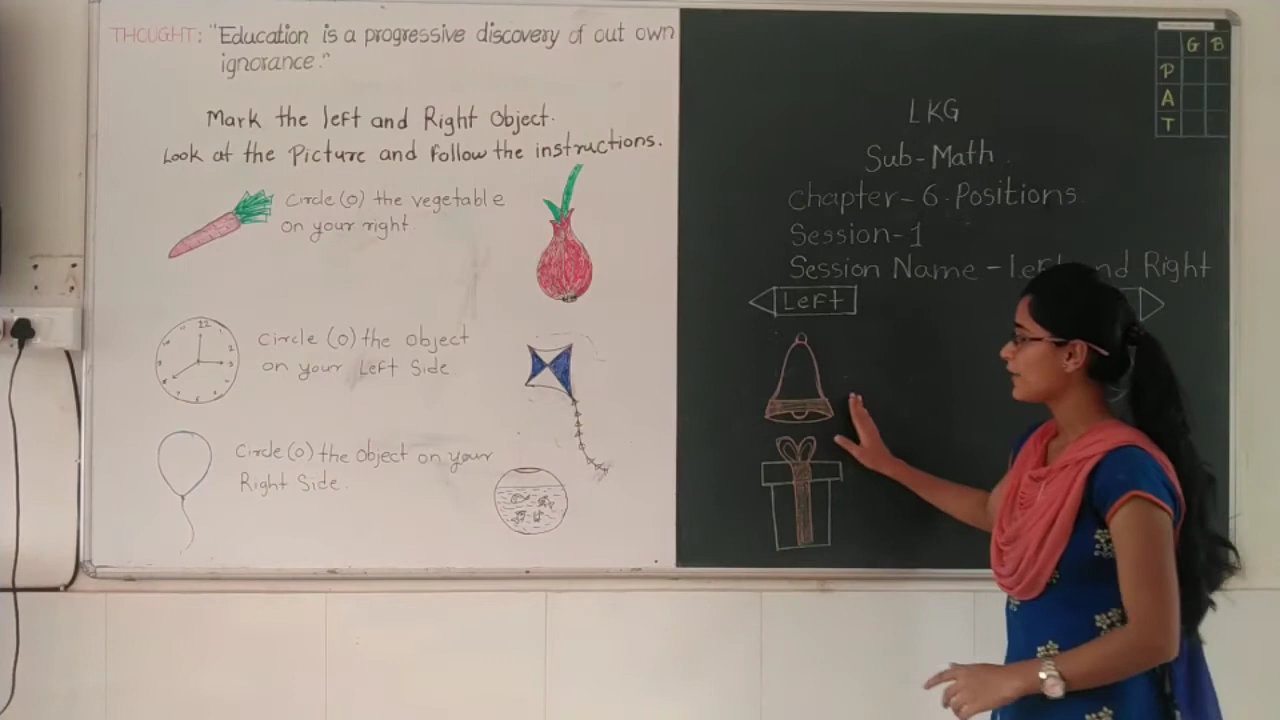 THOUGHT: "Education is a progressive discovery of out own
ignorance."
Mark the left and Right Object.
Look at the Picture and follow the instructions.
Circle (o) the vegetable
on your right
12
Circle (o) the object
on your Left Side
Circle (o) the Object on your
Right Side.
G B
P
A
T
LKG
Sub-Math
Chapter-6. Positions
Session-1
Session Name - Right
Left